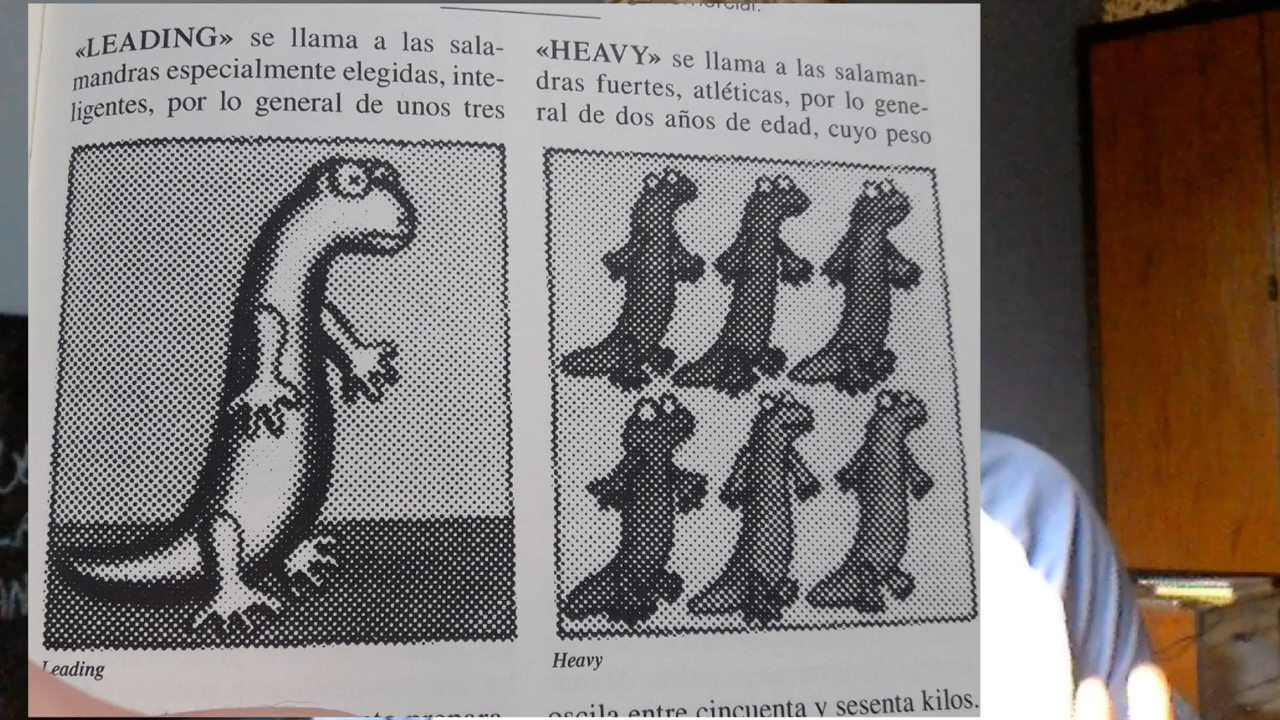 «LEADING» se llama a las sala-
mandras especialmente elegidas, inte-
ligentes, por lo general de unos tres
Leading
«HEAVY» se llama a las salaman-
dras fuertes, atléticas, por lo gene-
ral de dos años de edad, cuyo peso
Heavy
oscila entre cincuenta y sesenta kilos.